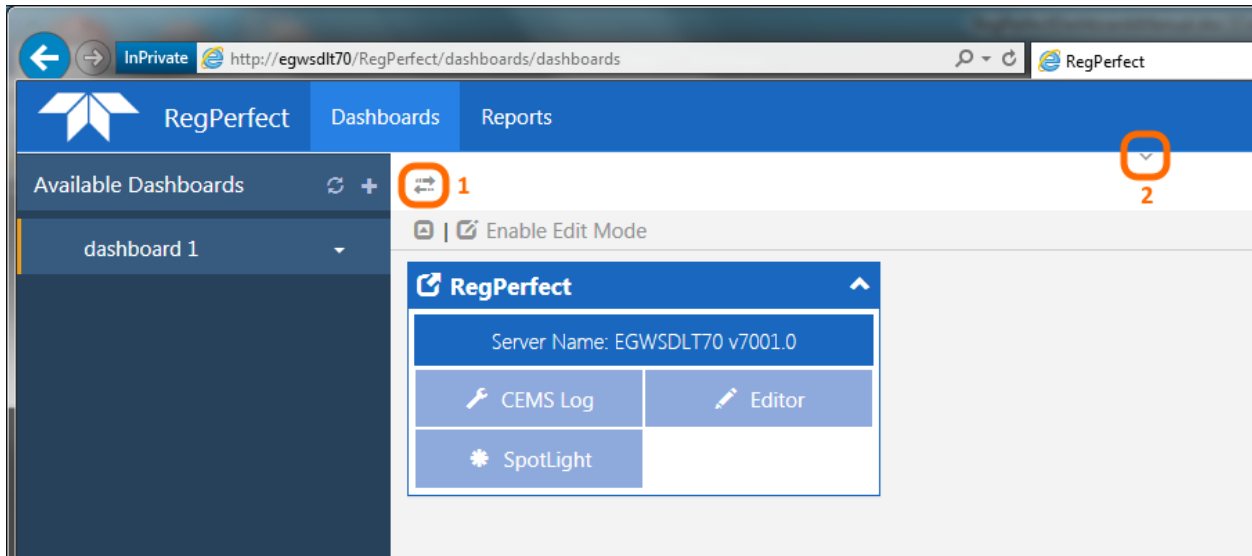 InPrivate http://egwsdlt70/RegPerfect/dashboards/dashboards RegPerfect
RegPerfect Dashboards Reports
Available Dashboards 1
2
dashboard 1
| Enable Edit Mode
RegPerfect
Server Name: EGWSDLT70 v7001.0
CEMS Log Editor
SpotLight